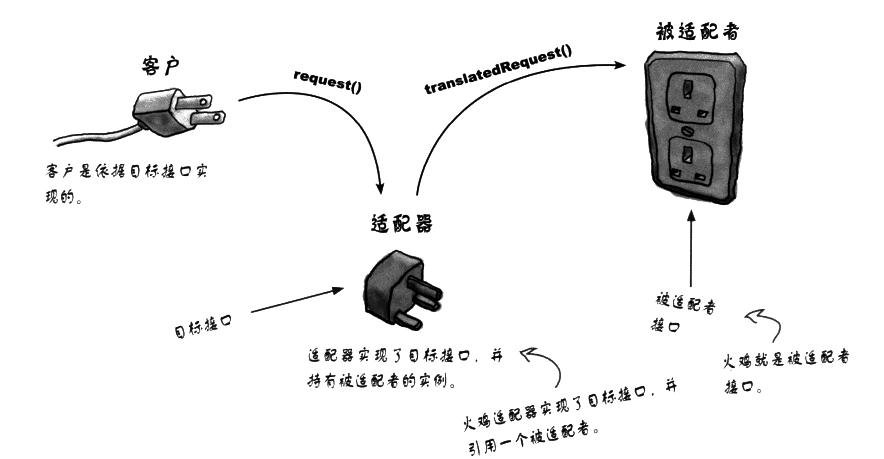 被适配者
客户
request()
translatedRequest()
客户是依据目标接口实
现的。
适配器
目标接口
被适配者
接口
适配器实现了目标接口，并
持有被适配者的实例。
火鸡就是被适配者
接口。
火鸡适配器实现了目标接口，并
引用一个被适配者。